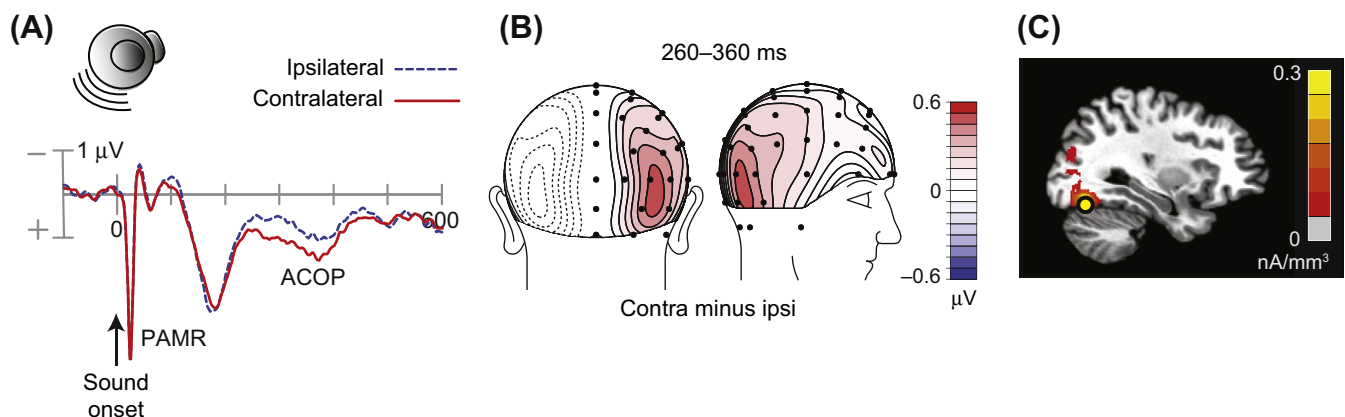 (A)
Ipsilateral
Contralateral
−
1 μV
+
0
600
ACOP
PAMR
Sound
onset
(B)
260–360 ms
0.6
0
–0.6
μV
Contra minus ipsi
(C)
0.3
0
nA/mm³